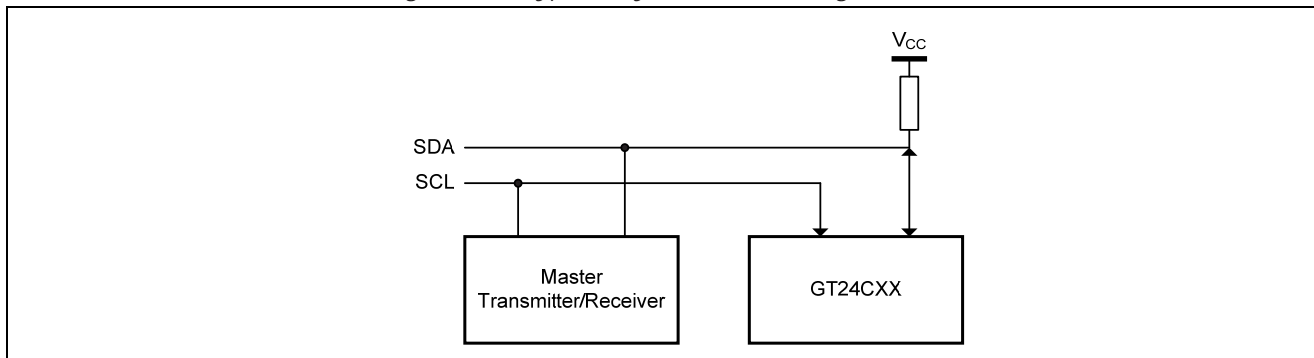 VCC
SDA
SCL
Master
Transmitter/Receiver
GT24CXX